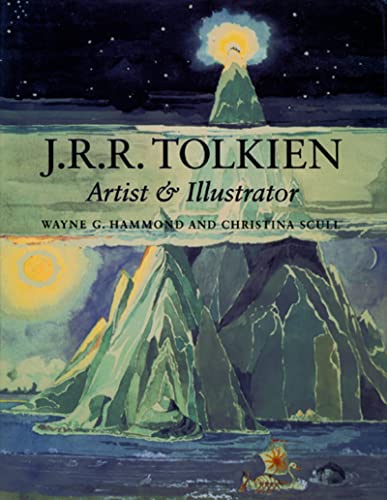 J.R.R. TOLKIEN
Artist & Illustrator
WAYNE G. HAMMOND AND CHRISTINA SCULL